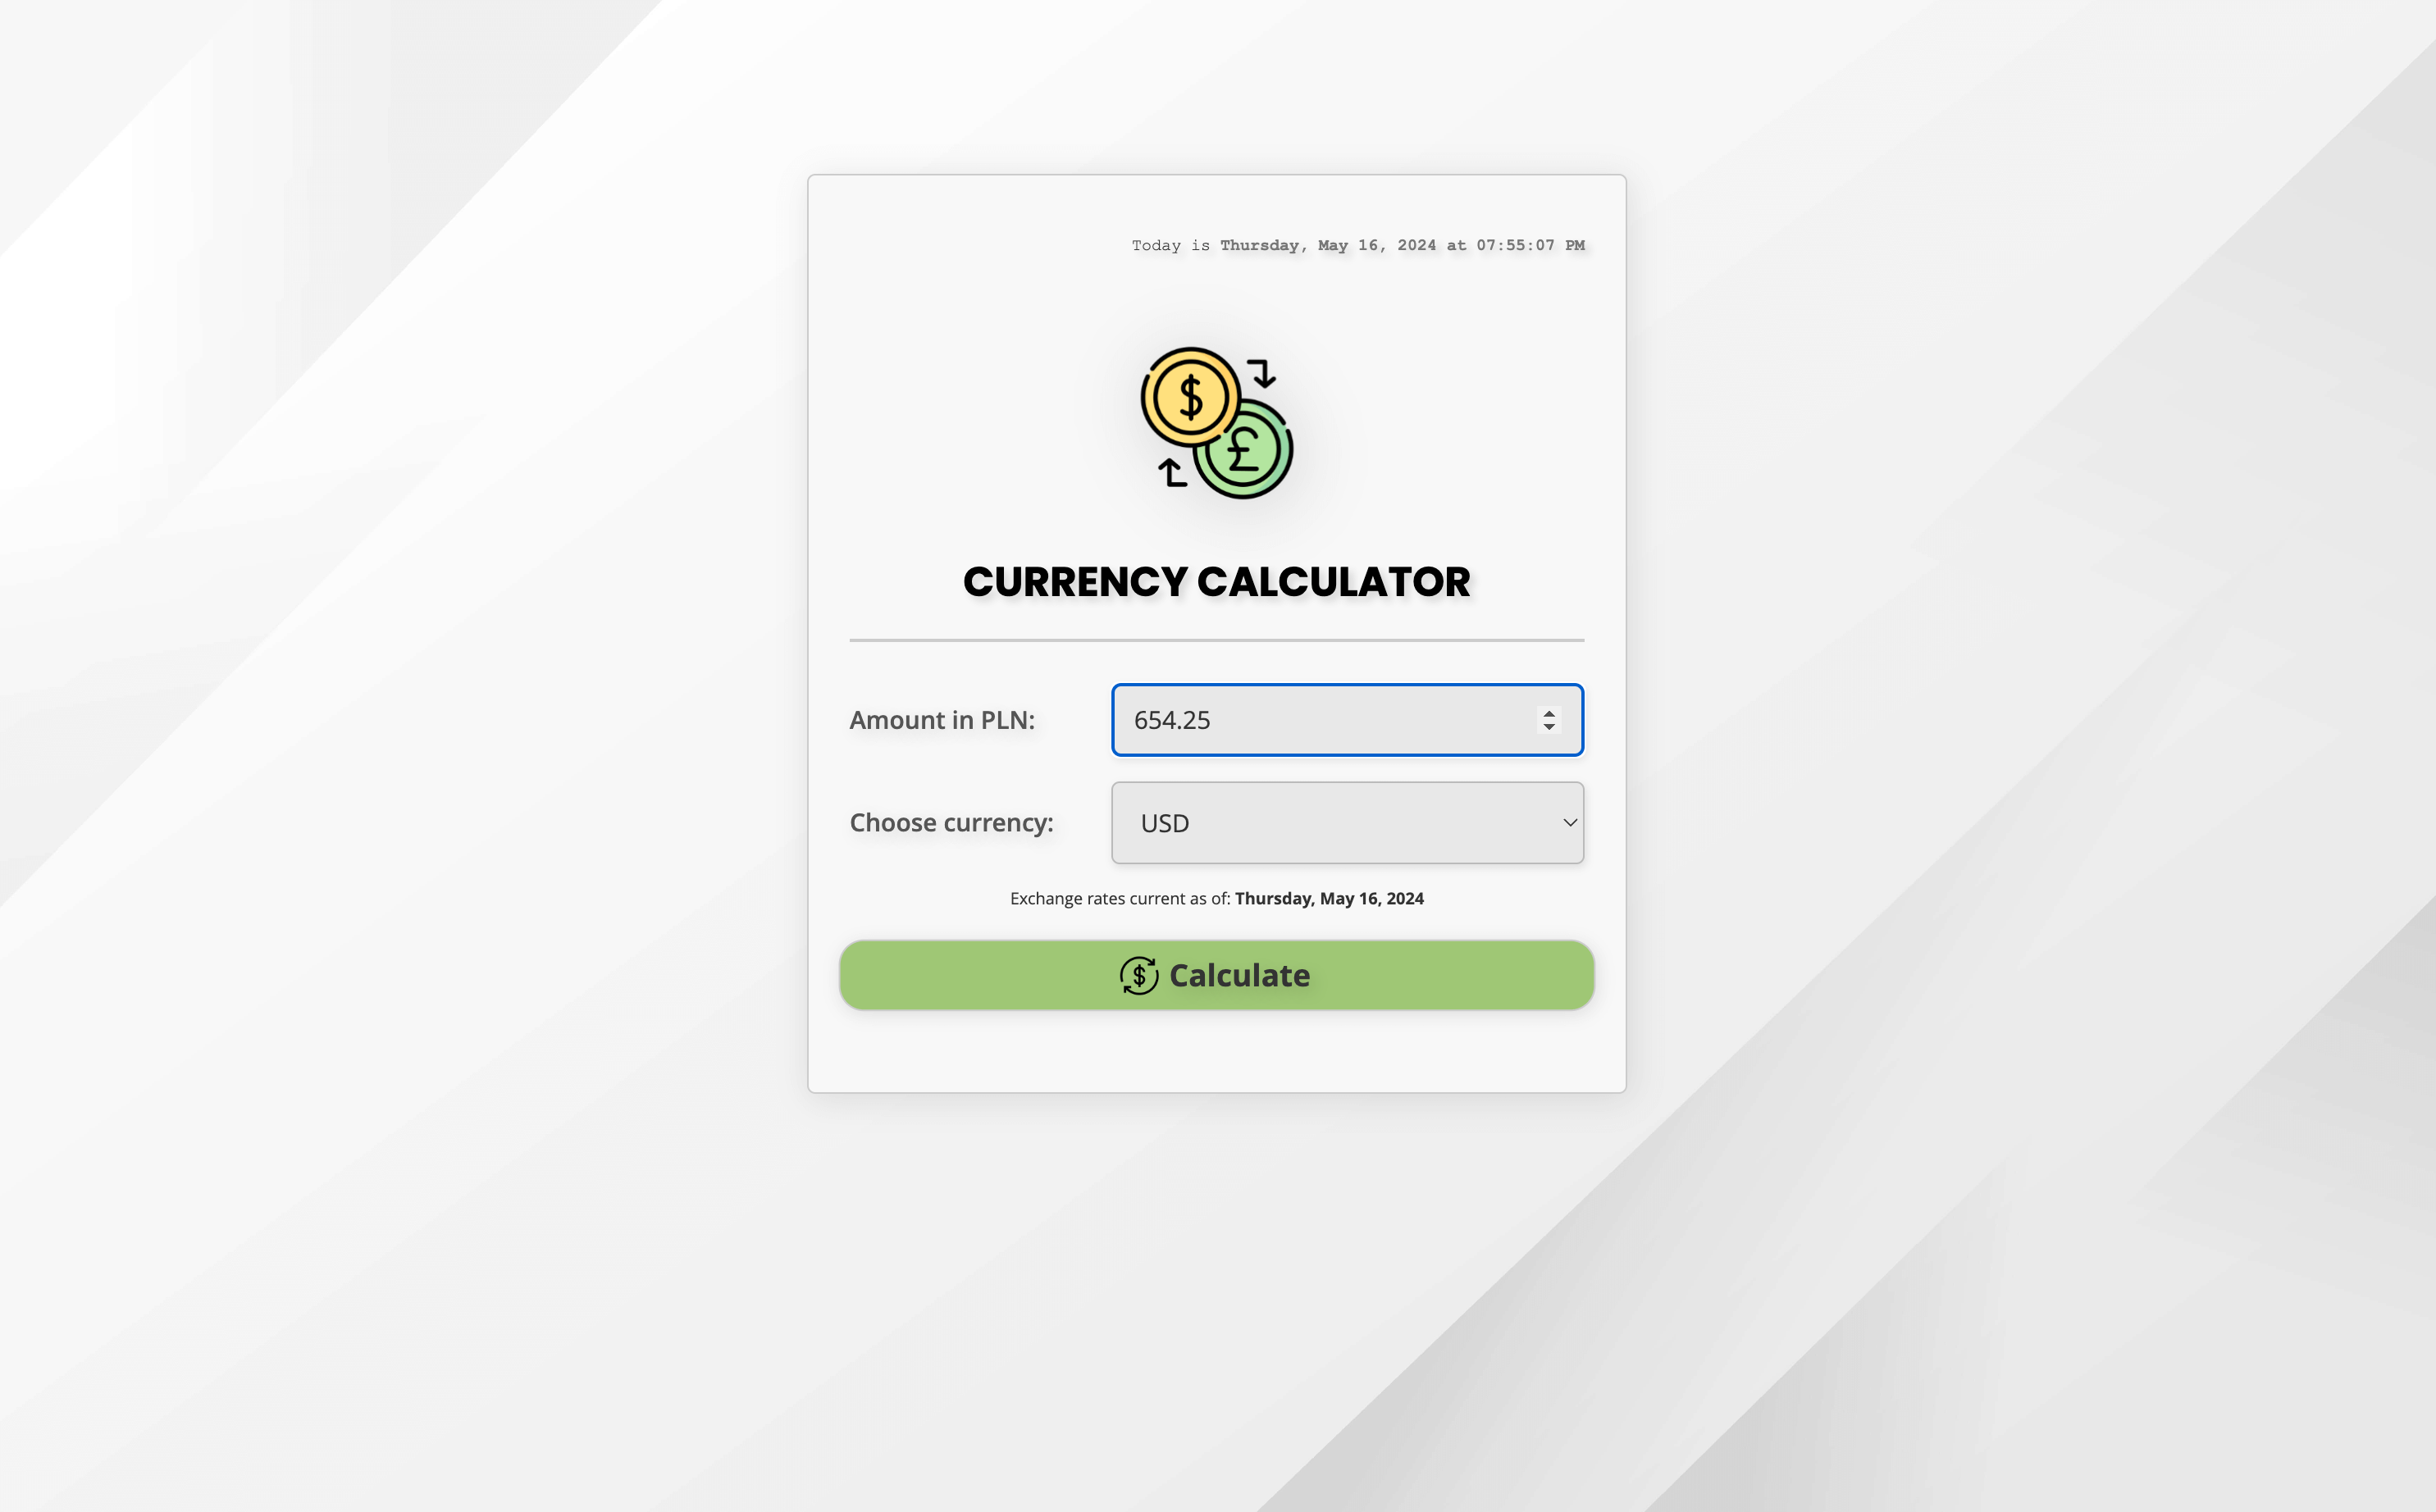 Today is Thursday, May 16, 2024 at 07:55:07 PM
$
£
CURRENCY CALCULATOR
Amount in PLN: 654.25
Choose currency: USD
Exchange rates current as of: Thursday, May 16, 2024
$ Calculate